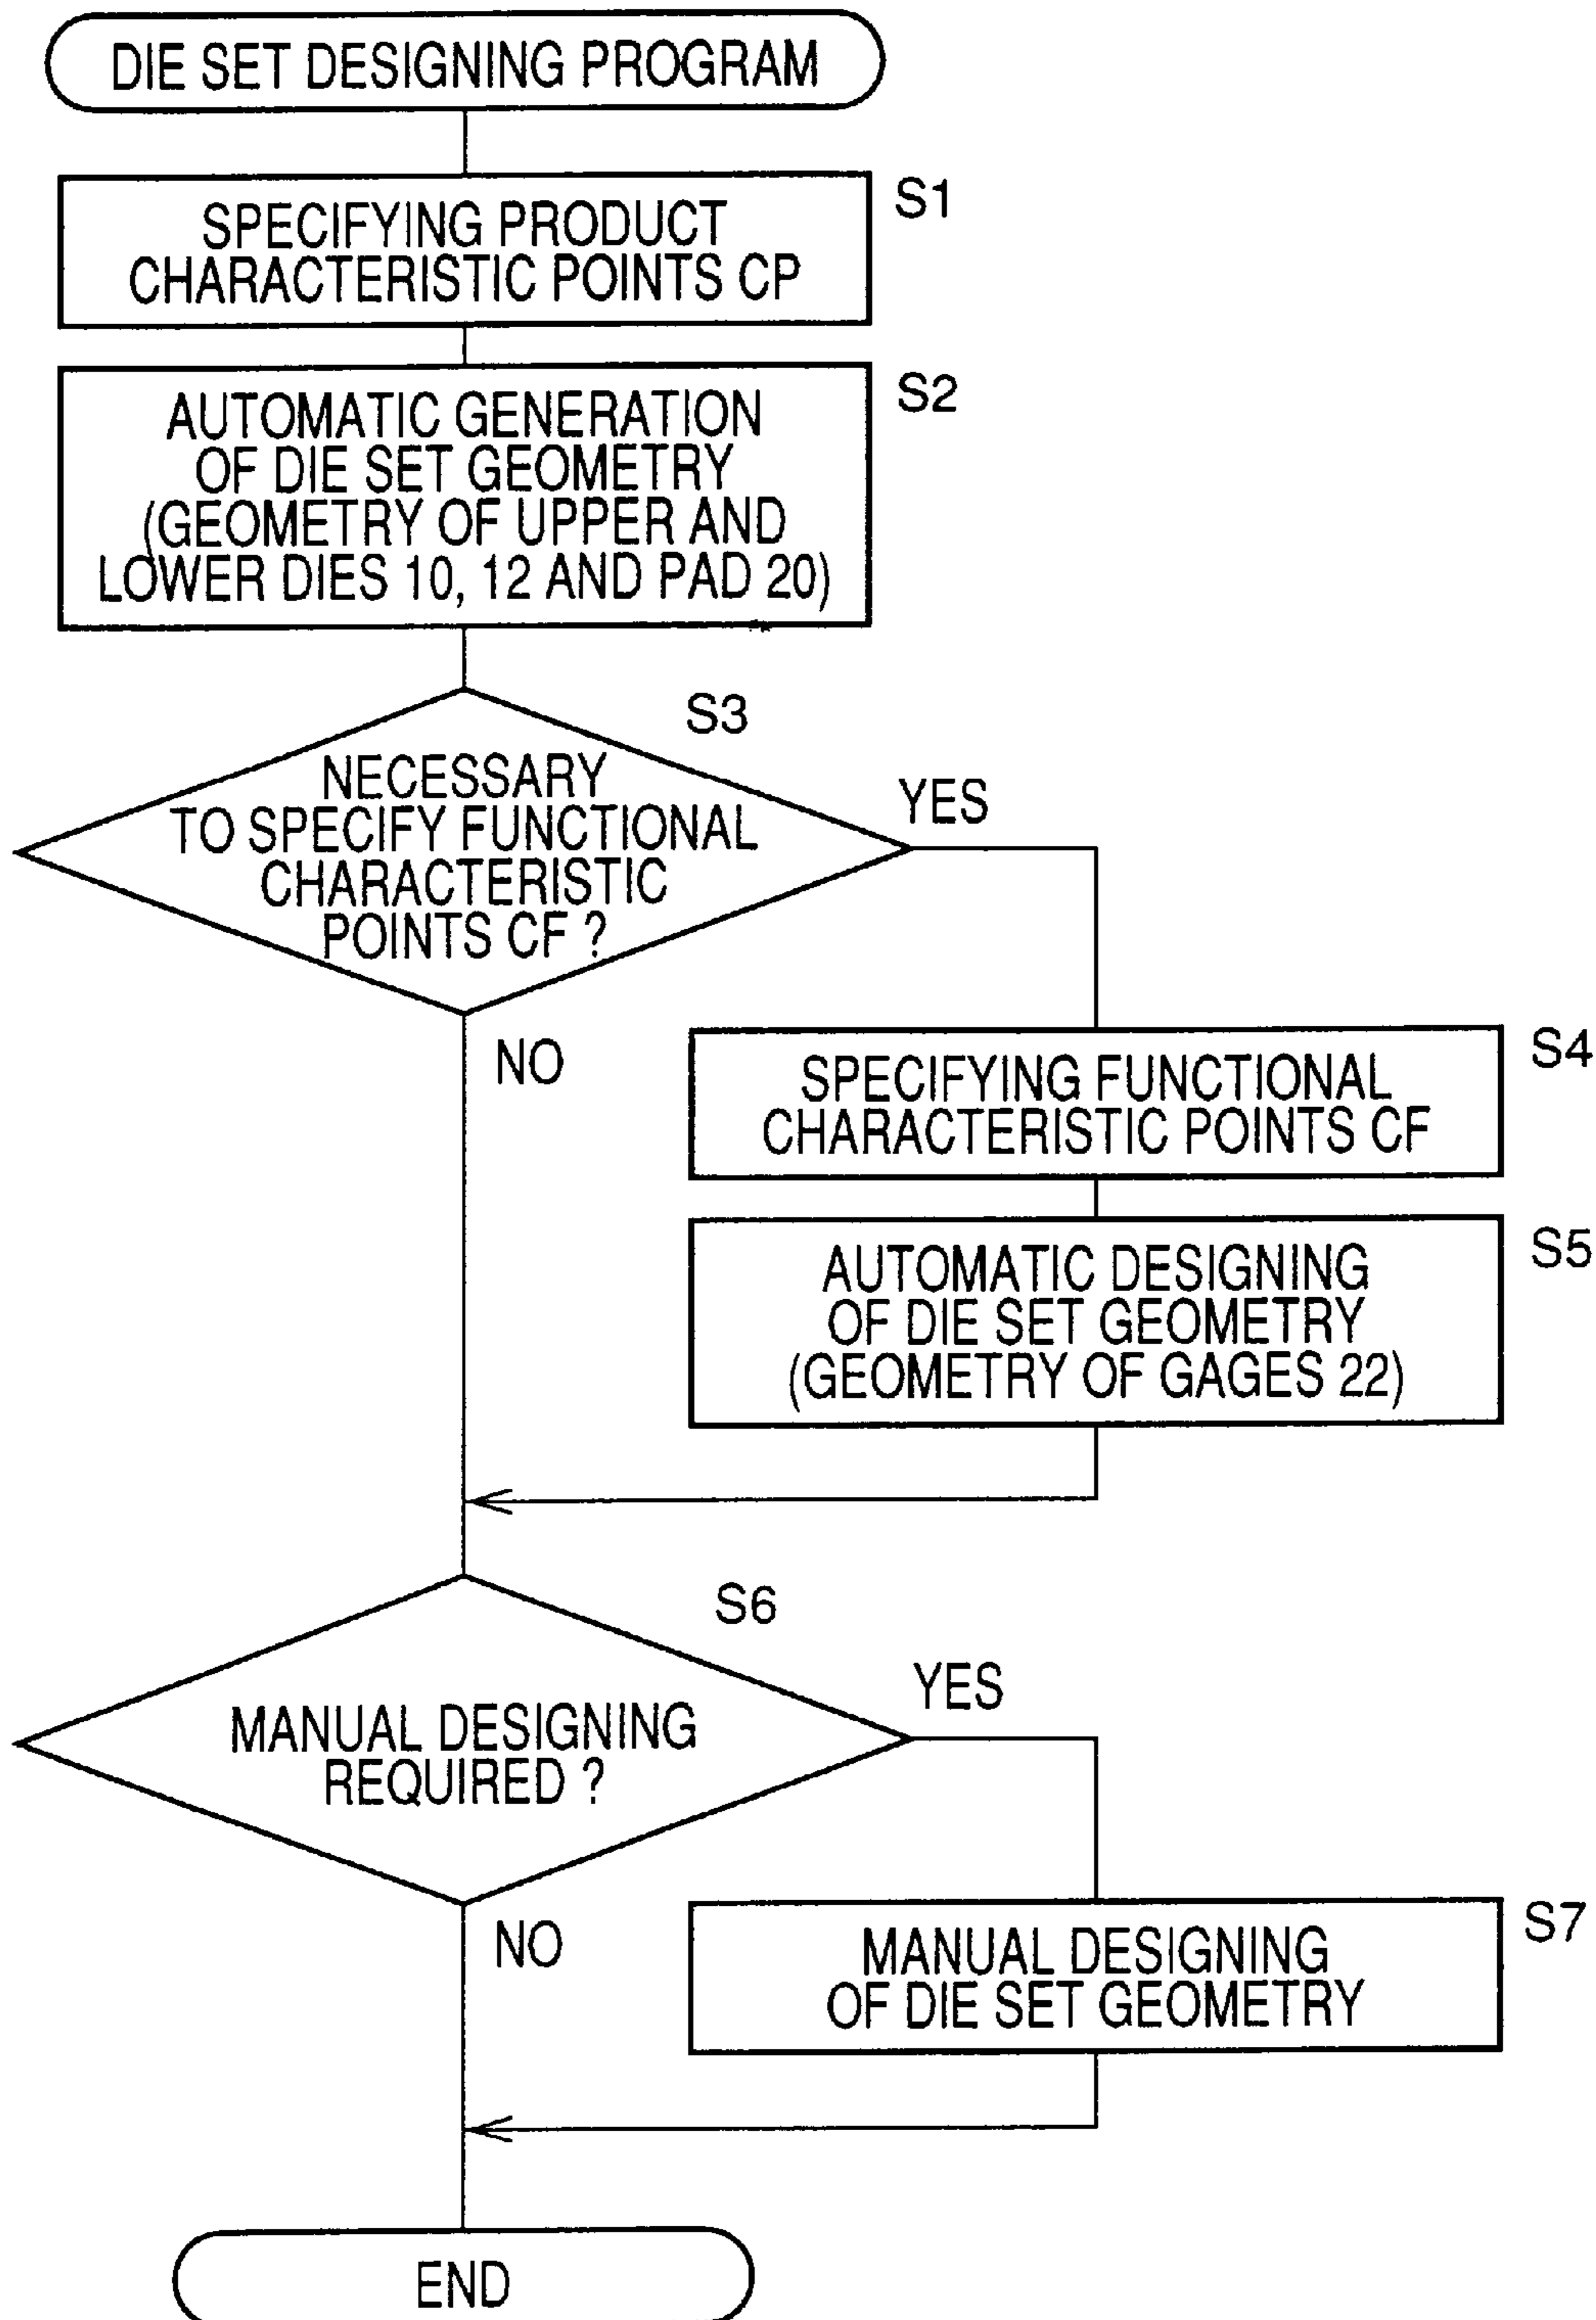 DIE SET DESIGNING PROGRAM
S1
SPECIFYING PRODUCT
CHARACTERISTIC POINTS CP
S2
AUTOMATIC GENERATION
OF DIE SET GEOMETRY
(GEOMETRY OF UPPER AND
LOWER DIES 10, 12 AND PAD 20)
S3
NECESSARY
TO SPECIFY FUNCTIONAL
CHARACTERISTIC
POINTS CF ?
YES
NO
S4
SPECIFYING FUNCTIONAL
CHARACTERISTIC POINTS CF
S5
AUTOMATIC DESIGNING
OF DIE SET GEOMETRY
(GEOMETRY OF GAGES 22)
S6
MANUAL DESIGNING
REQUIRED ?
YES
NO
S7
MANUAL DESIGNING
OF DIE SET GEOMETRY
END